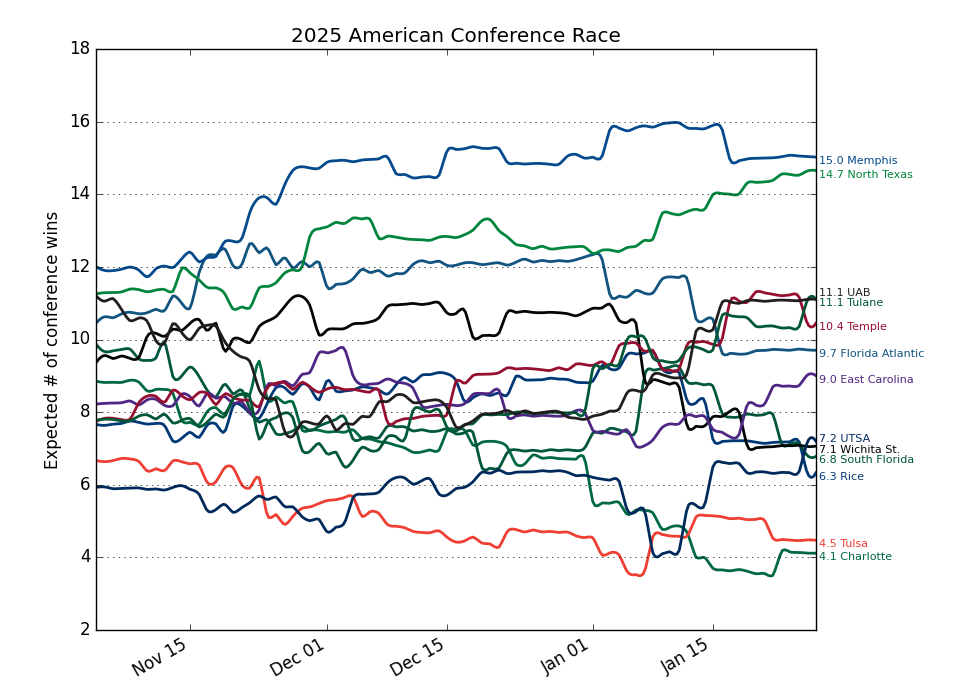 2025 American Conference Race
Expected # of conference wins
18
16
14
12
10
8
6
4
2
Nov 15
Dec 01
Dec 15
Jan 01
Jan 15
15.0 Memphis
14.7 North Texas
11.1 UAB
11.1 Tulane
10.4 Temple
9.7 Florida Atlantic
9.0 East Carolina
7.2 UTSA
7.1 Wichita St.
6.8 South Florida
6.3 Rice
4.5 Tulsa
4.1 Charlotte